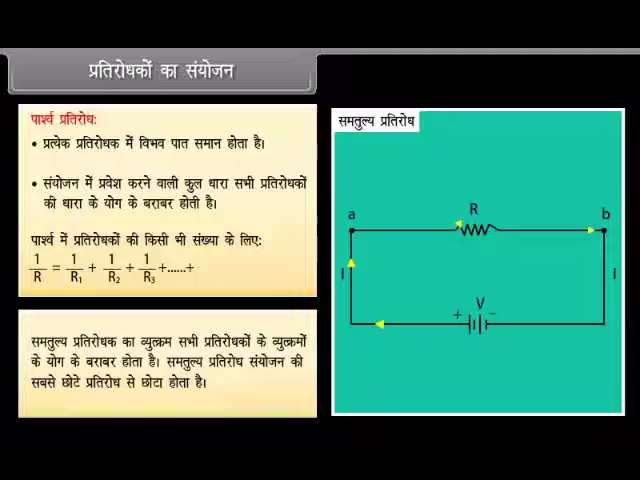 प्रतिरोधकों का संयोजन
पार्श्व प्रतिरोध:
• प्रत्येक प्रतिरोधक में विभव पात समान होता है।
• संयोजन में प्रवेश करने वाली कुल धारा सभी प्रतिरोधकों
की धारा के योग के बराबर होती है।
पार्श्व में प्रतिरोधकों की किसी भी संख्या के लिए:
1/R = 1/R₁ + 1/R₂ + 1/R₃ +......+
समतुल्य प्रतिरोधक का व्युत्क्रम सभी प्रतिरोधकों के व्युत्क्रमों
के योग के बराबर होता है। समतुल्य प्रतिरोध संयोजन की
सबसे छोटे प्रतिरोध से छोटा होता है।
समतुल्य प्रतिरोध
R
a b
I I
V
+ −